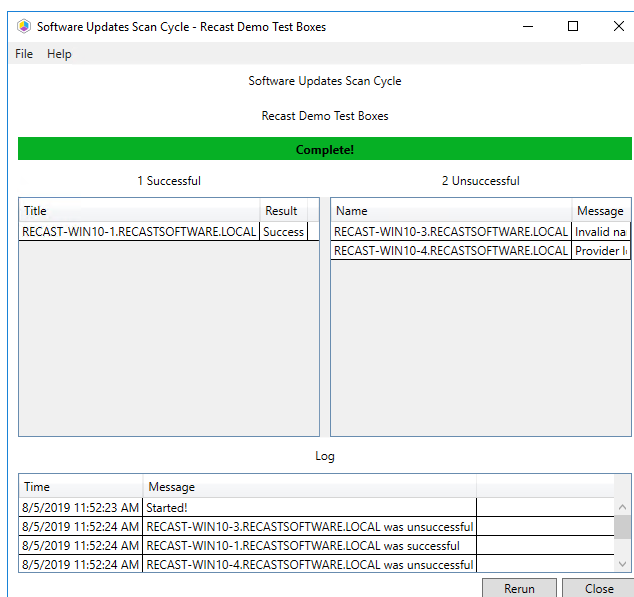 Software Updates Scan Cycle - Recast Demo Test Boxes
File Help
Software Updates Scan Cycle
Recast Demo Test Boxes
Complete!
1 Successful 2 Unsuccessful
Title Result Name Message
RECAST-WIN10-1.RECASTSOFTWARE.LOCAL Success RECAST-WIN10-3.RECASTSOFTWARE.LOCAL Invalid na
RECAST-WIN10-4.RECASTSOFTWARE.LOCAL Provider l
Log
Time Message
8/5/2019 11:52:23 AM Started!
8/5/2019 11:52:24 AM RECAST-WIN10-3.RECASTSOFTWARE.LOCAL was unsuccessful
8/5/2019 11:52:24 AM RECAST-WIN10-1.RECASTSOFTWARE.LOCAL was successful
8/5/2019 11:52:24 AM RECAST-WIN10-4.RECASTSOFTWARE.LOCAL was unsuccessful
Rerun Close